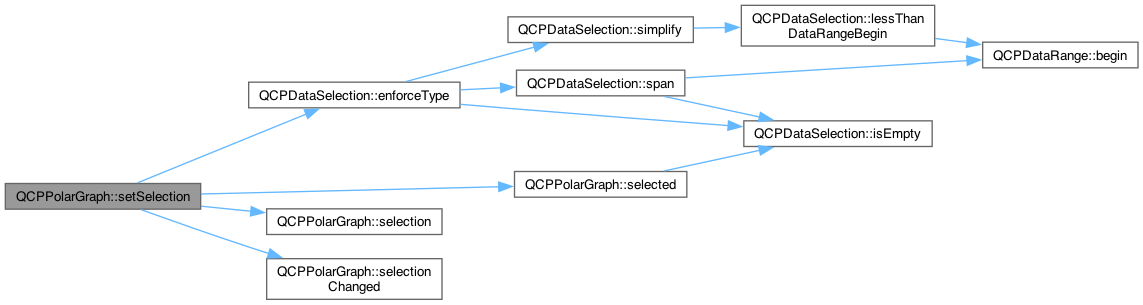 QCPPolarGraph::setSelection
QCPDataSelection::enforceType
QCPDataSelection::simplify
QCPDataSelection::lessThan
DataRangeBegin
QCPDataRange::begin
QCPDataSelection::span
QCPDataSelection::isEmpty
QCPPolarGraph::selected
QCPPolarGraph::selection
QCPPolarGraph::selection
Changed